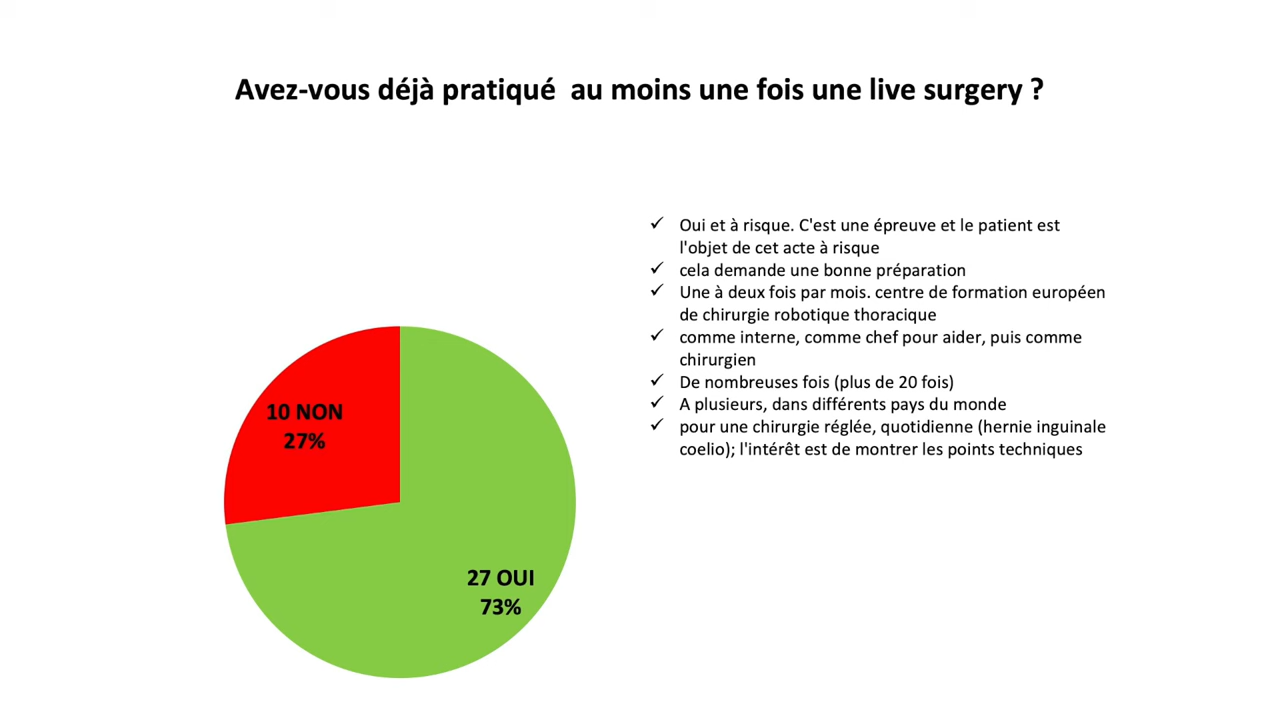 Avez-vous déjà pratiqué  au moins une fois une live surgery ?
✓ Oui et à risque. C'est une épreuve et le patient est
l'objet de cet acte à risque
✓ cela demande une bonne préparation
✓ Une à deux fois par mois. centre de formation européen
de chirurgie robotique thoracique
✓ comme interne, comme chef pour aider, puis comme
chirurgien
✓ De nombreuses fois (plus de 20 fois)
✓ A plusieurs, dans différents pays du monde
✓ pour une chirurgie réglée, quotidienne (hernie inguinale
coelio); l'intérêt est de montrer les points techniques
10 NON
27%
27 OUI
73%